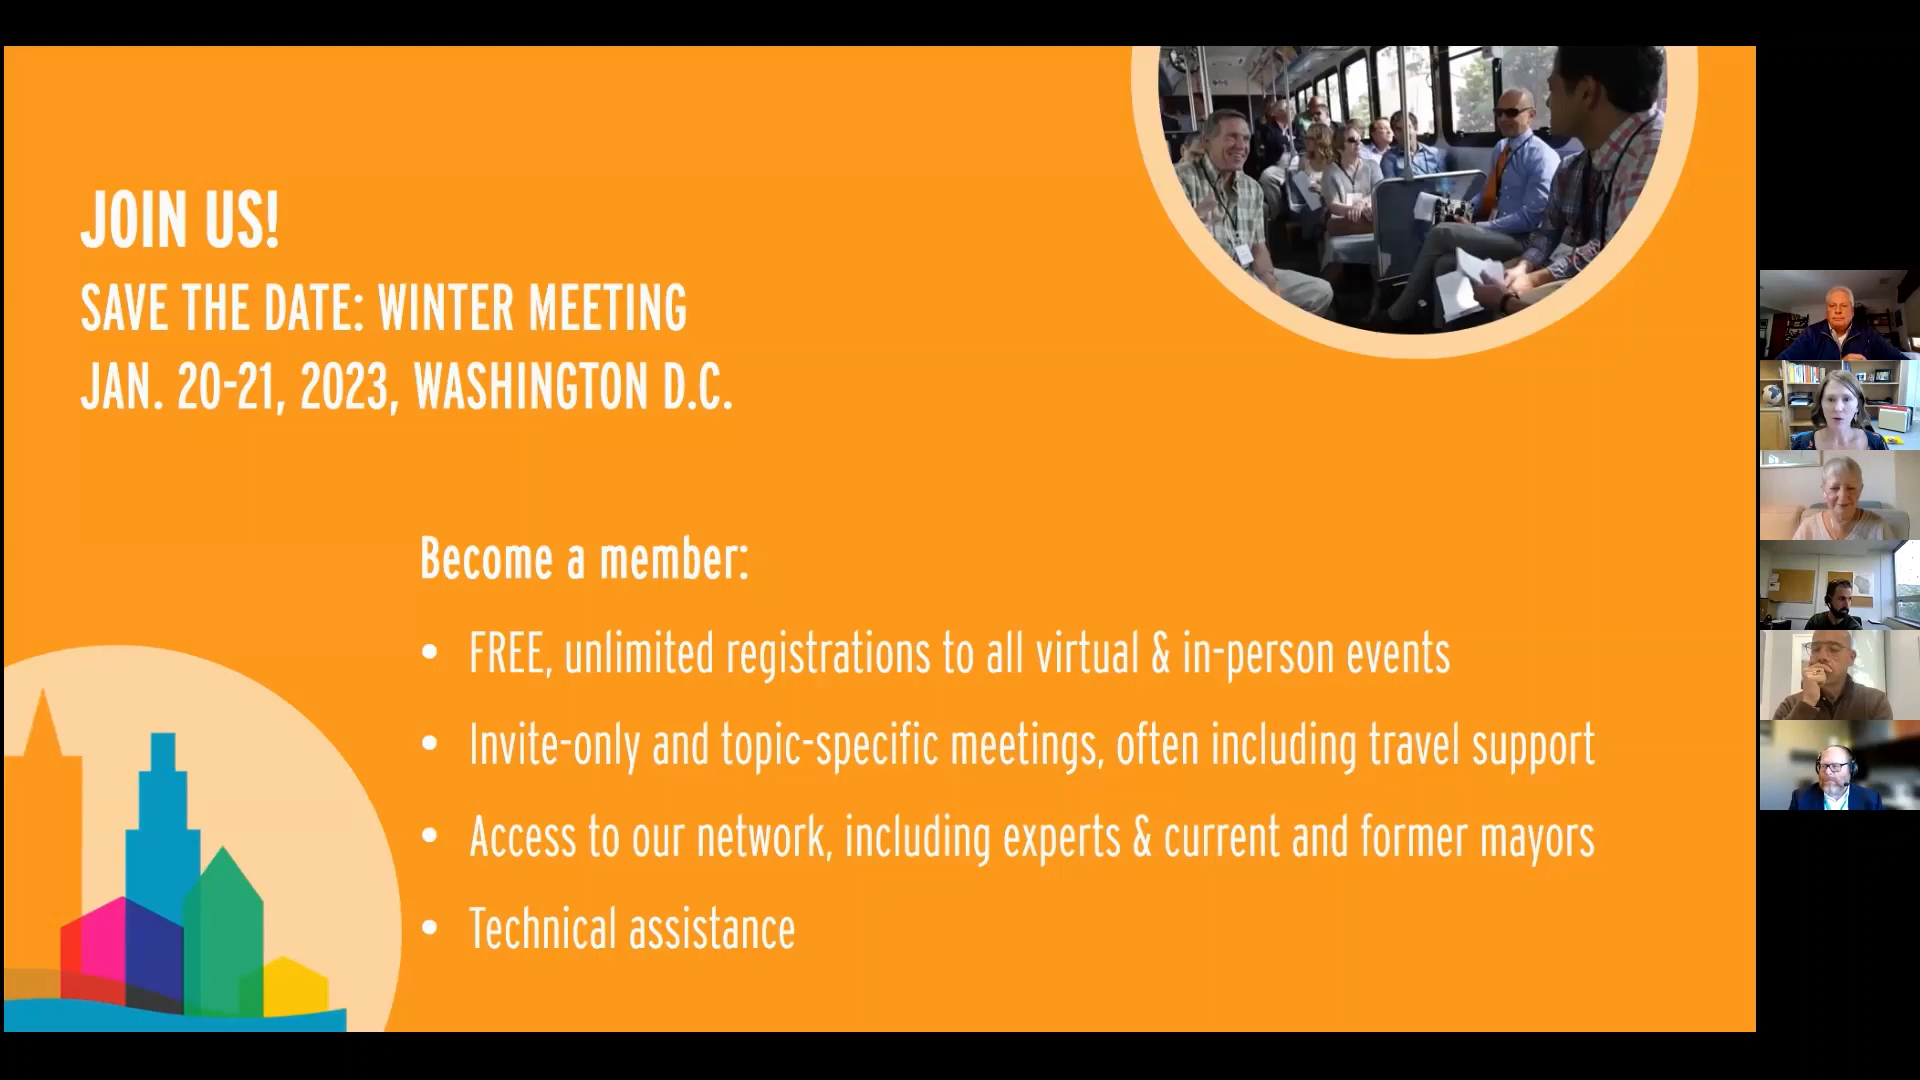 JOIN US!
SAVE THE DATE: WINTER MEETING
JAN. 20-21, 2023, WASHINGTON D.C.
Become a member:
• FREE, unlimited registrations to all virtual & in-person events
• Invite-only and topic-specific meetings, often including travel support
• Access to our network, including experts & current and former mayors
• Technical assistance